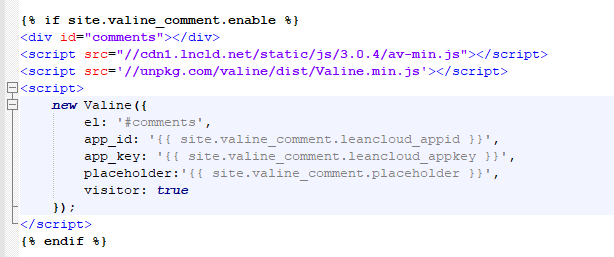 {% if site.valine_comment.enable %}
<div id="comments"></div>
<script src="//cdn1.lncld.net/static/js/3.0.4/av-min.js"></script>
<script src='//unpkg.com/valine/dist/Valine.min.js'></script>
<script>
new Valine({
el: '#comments',
app_id: '{{ site.valine_comment.leancloud_appid }}',
app_key: '{{ site.valine_comment.leancloud_appkey }}',
placeholder:'{{ site.valine_comment.placeholder }}',
visitor: true
});
</script>
{% endif %}